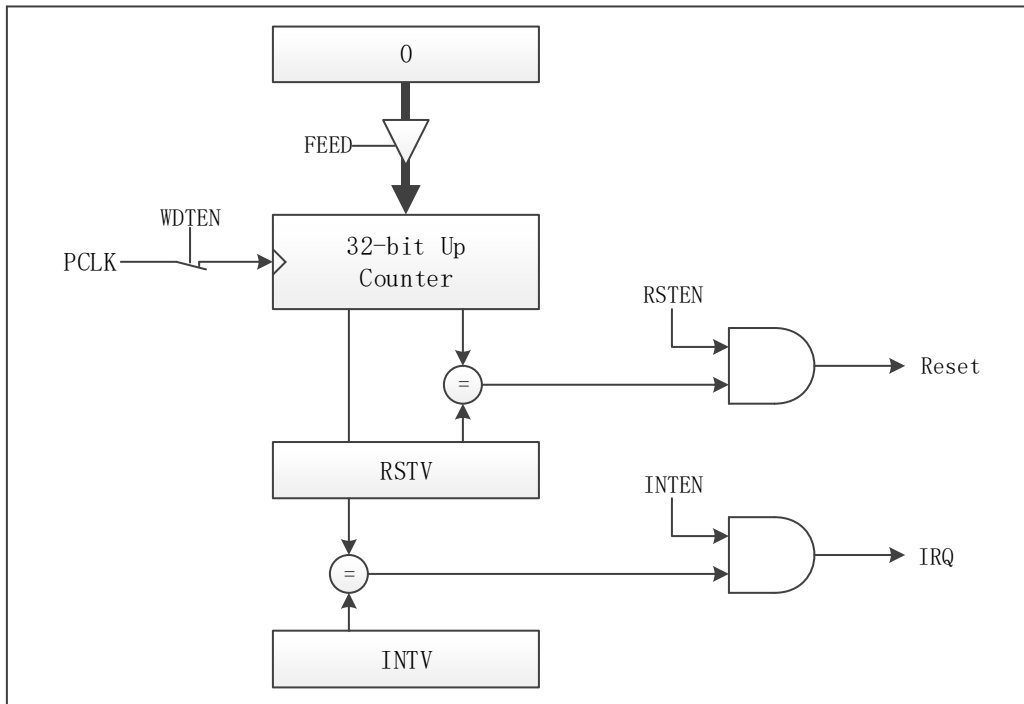 0
FEED
WDTEN
PCLK
32-bit Up
Counter
RSTEN
=
Reset
RSTV
INTEN
=
IRQ
INTV